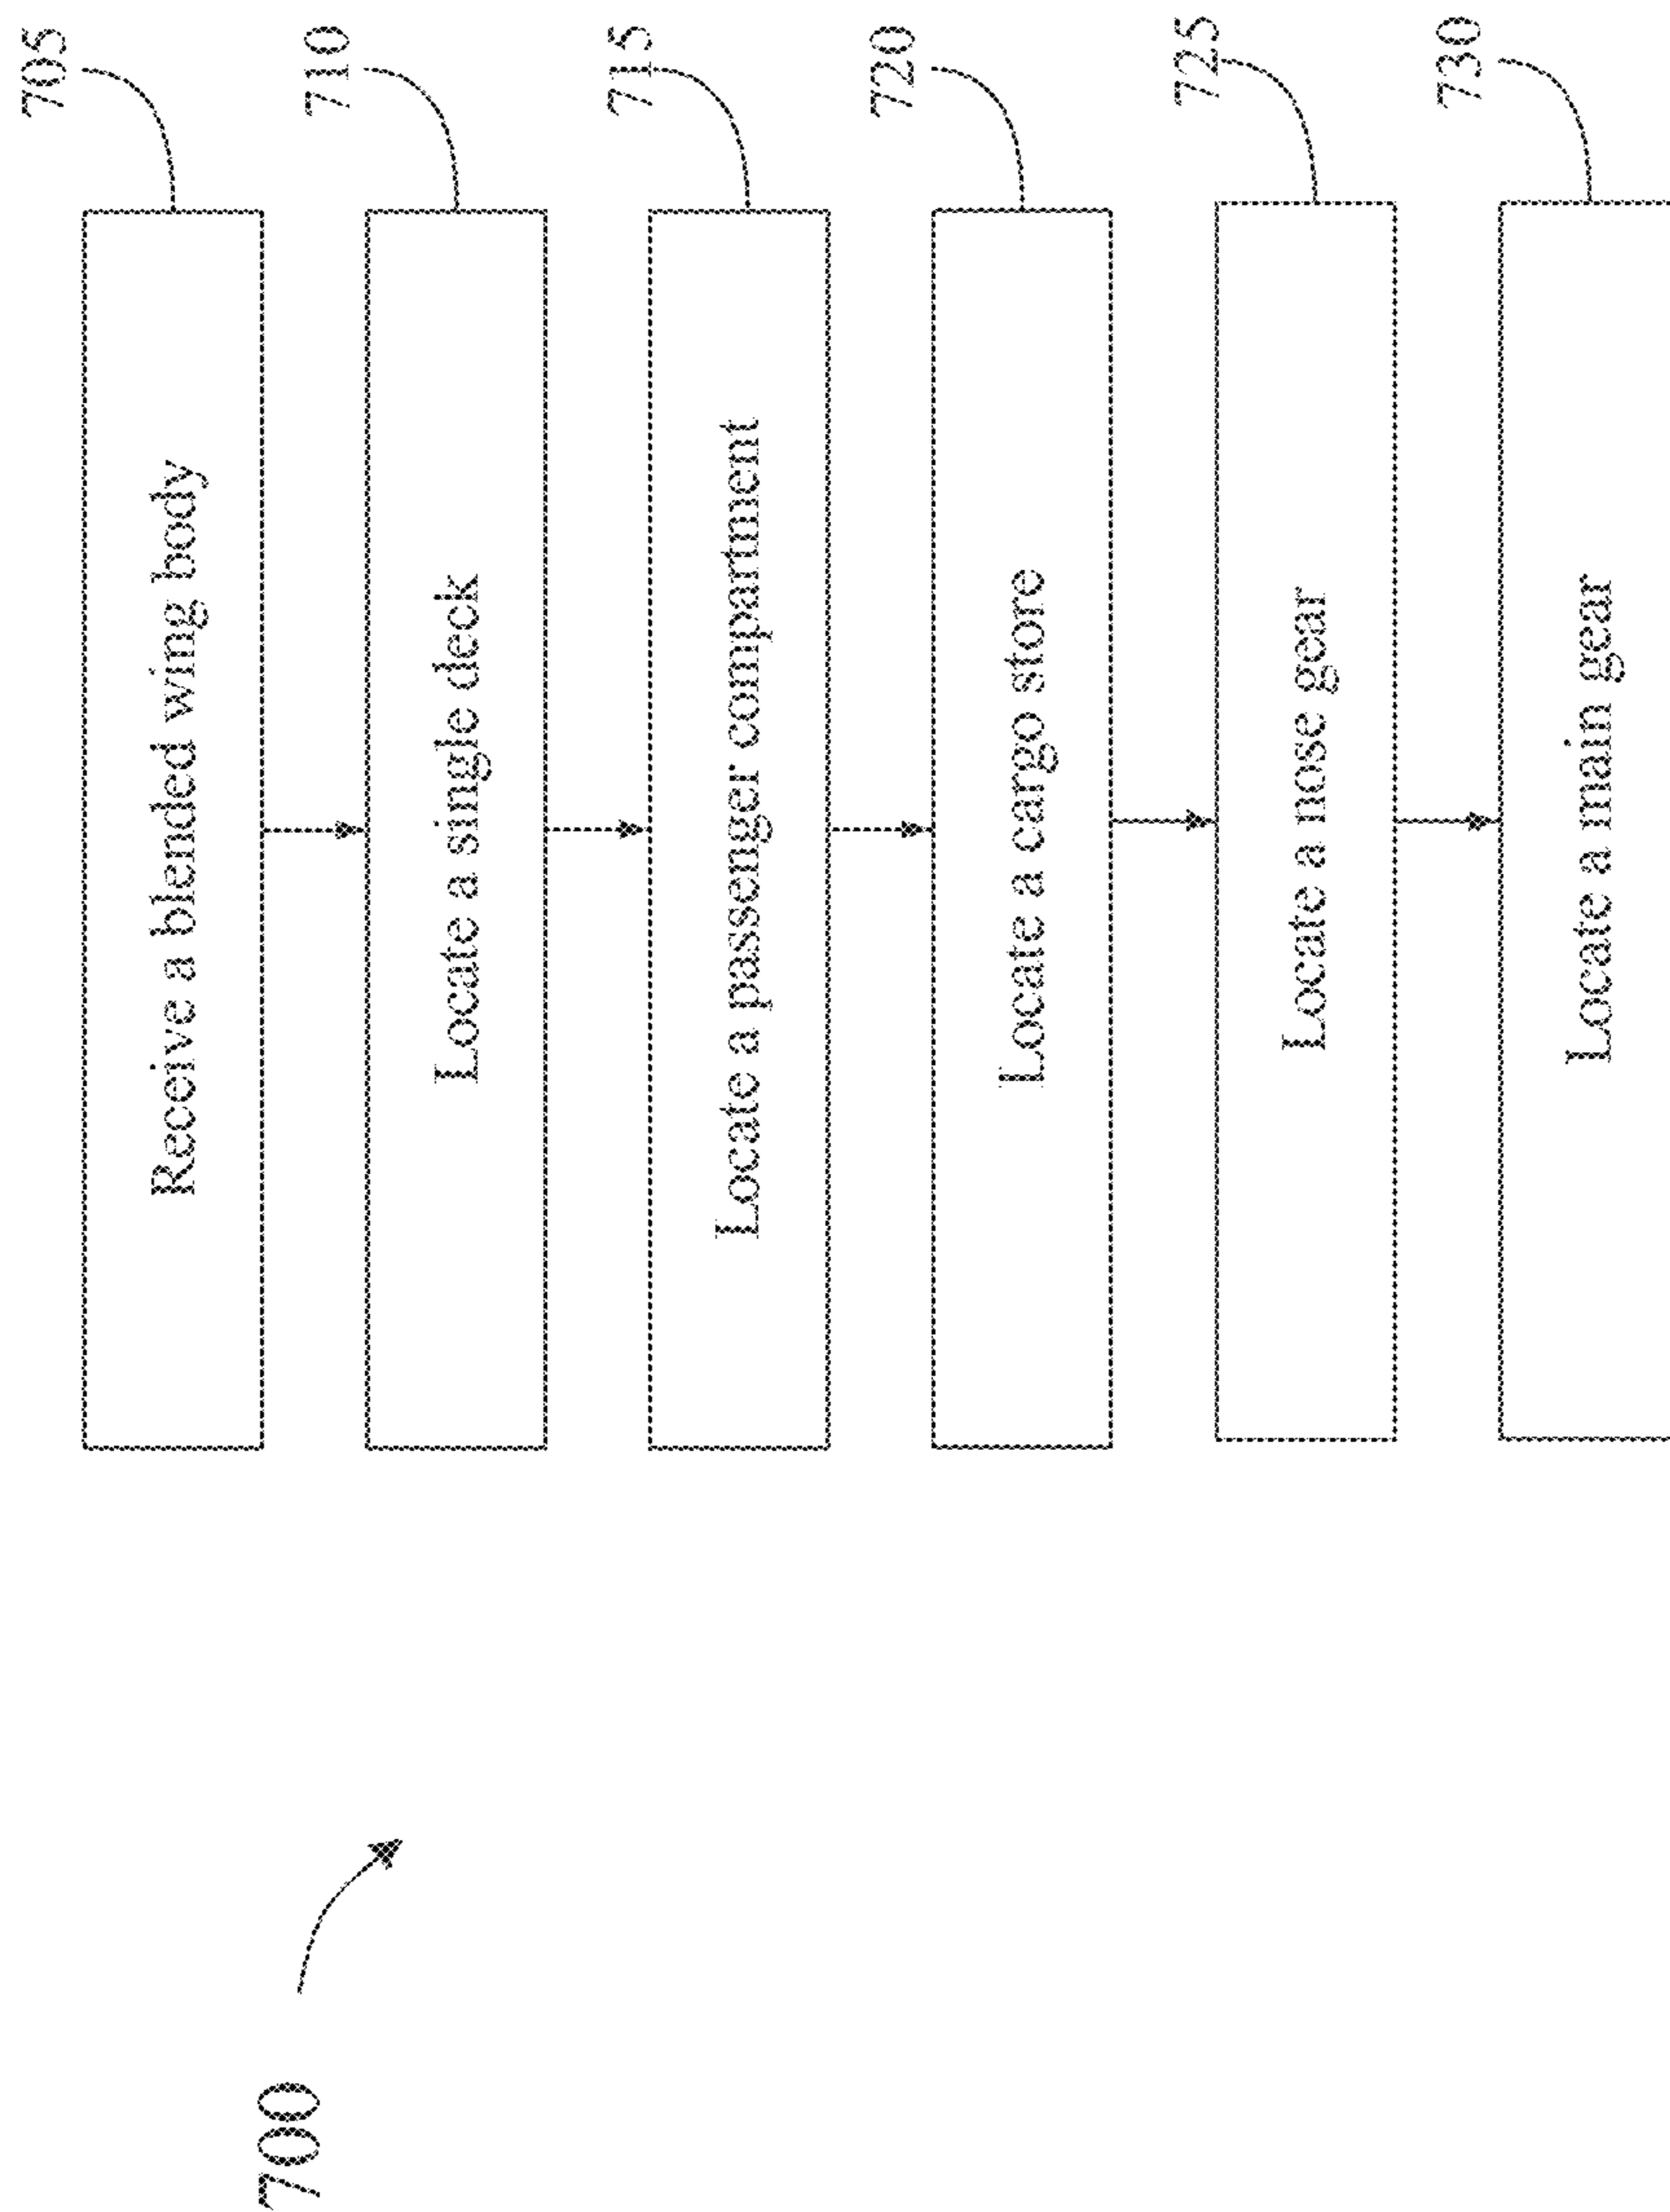 700
Receive a blended wing body
705
Locate a single deck
710
Locate a passenger compartment
715
Locate a cargo store
720
Locate a nose gear
725
Locate a main gear
730